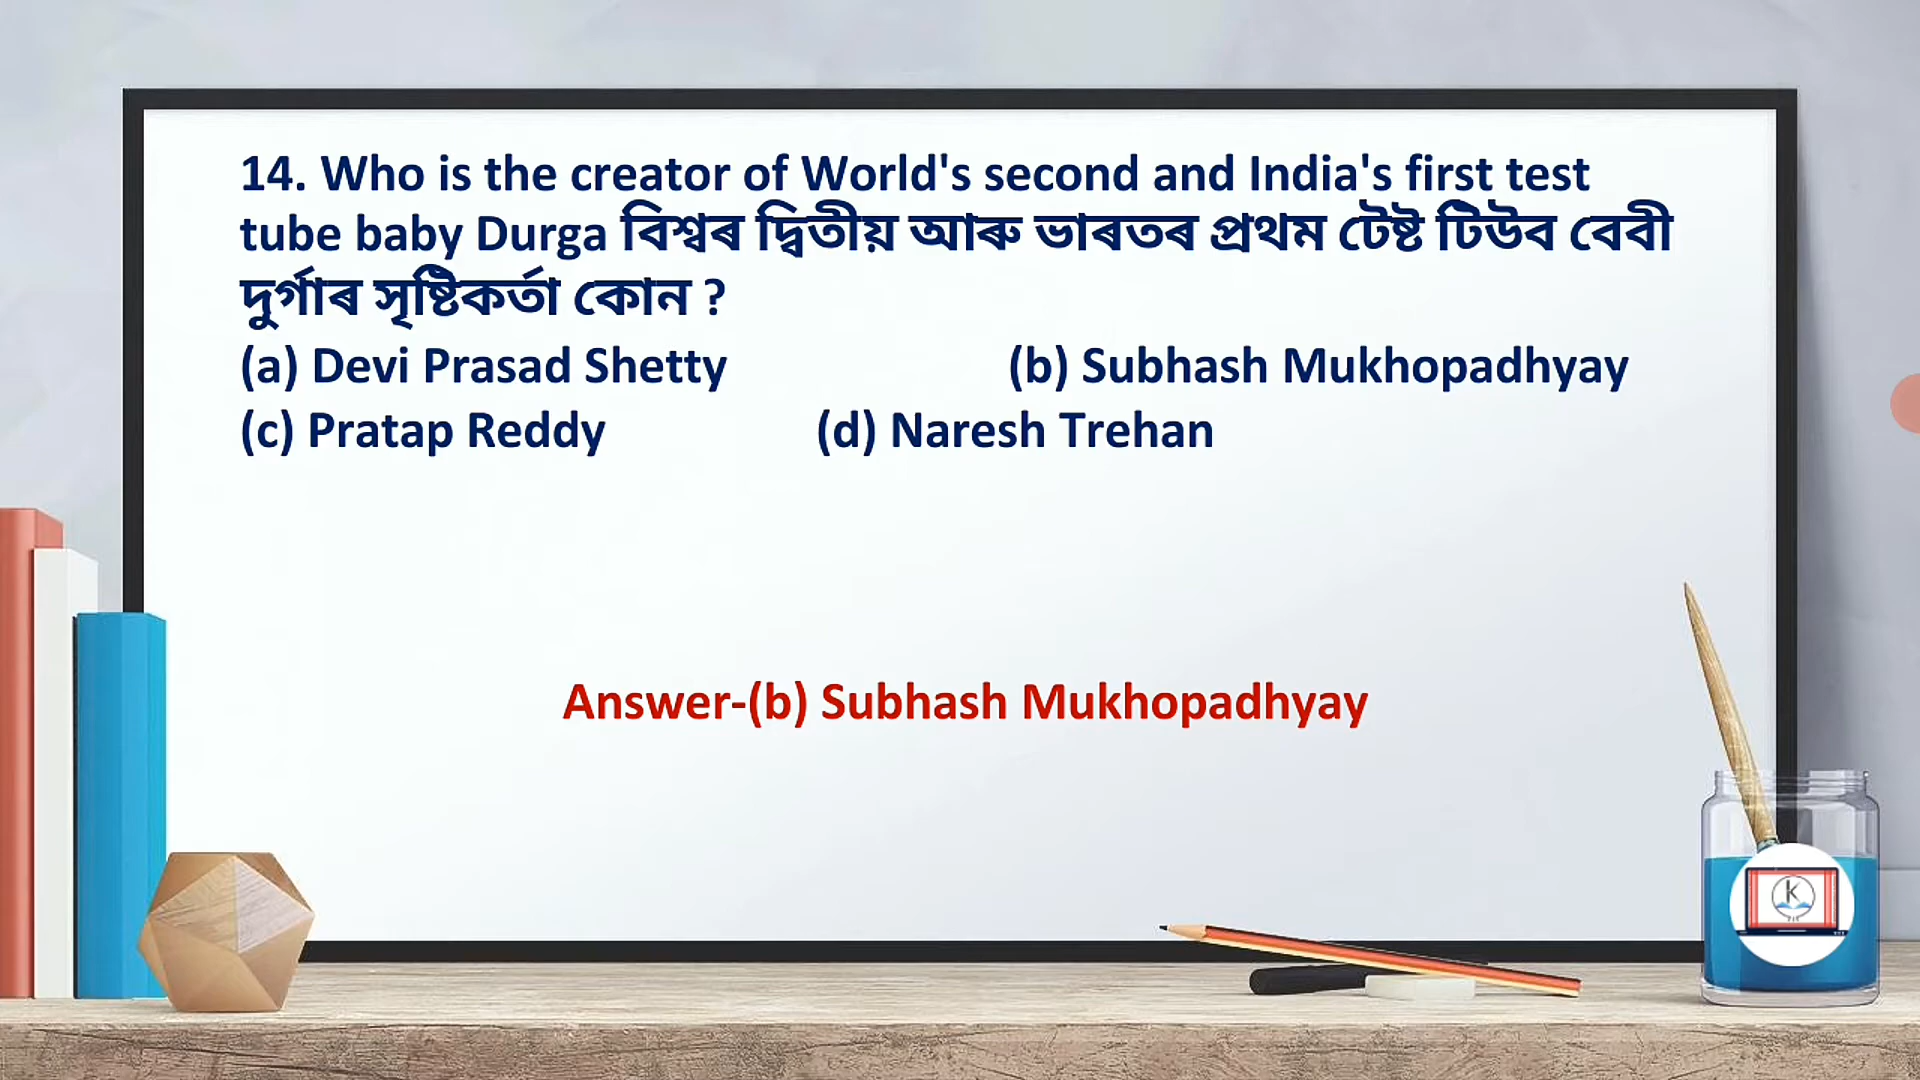 14. Who is the creator of World's second and India's first test
tube baby Durga বিশ্বৰ দ্বিতীয় আৰু ভাৰতৰ প্ৰথম টেষ্ট টিউব বেবী
দুৰ্গাৰ সৃষ্টিকৰ্তা কোন ?
(a) Devi Prasad Shetty (b) Subhash Mukhopadhyay
(c) Pratap Reddy (d) Naresh Trehan
Answer-(b) Subhash Mukhopadhyay
K